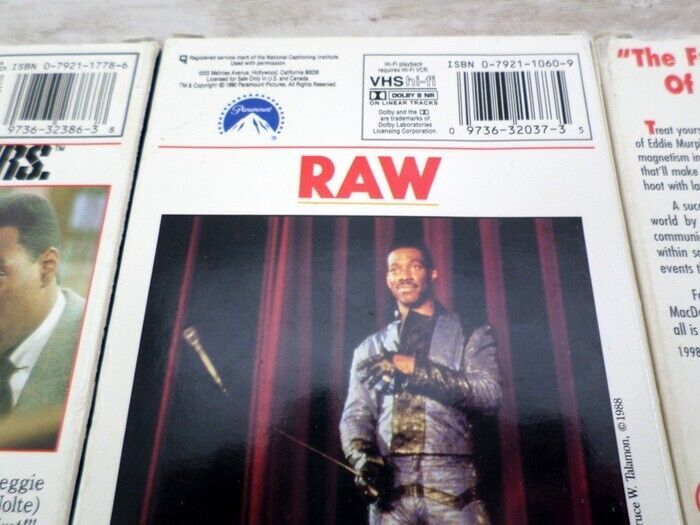 ISBN 0-7921-1778-6
9736-32386-3 8
RS.™
eggie
Nolte)
Registered service mark of the National Captioning Institute.
Used with permission.
5555 Melrose Avenue, Hollywood, California 90038
Licensed for Sale Only in U.S. and Canada.
TM & Copyright © 1990 Paramount Pictures. All Rights Reserved.
Paramount
Hi-Fi playback
requires Hi-Fi VCR.
VHS hi-fi
DOLBY B NR
ON LINEAR TRACKS
Dolby and the
are trademarks of
Dolby Laboratories
Licensing Corporation.
ISBN 0-7921-1060-9
0 9736-32037-3 5
RAW
ruce W. Talamon, ©1988
"The F
Of
Treat your
of Eddie Murp
magnetism in
that'll make
hoot with la
A suc
world by
communi
within so
events t
Fo
MacDo
all is
1998